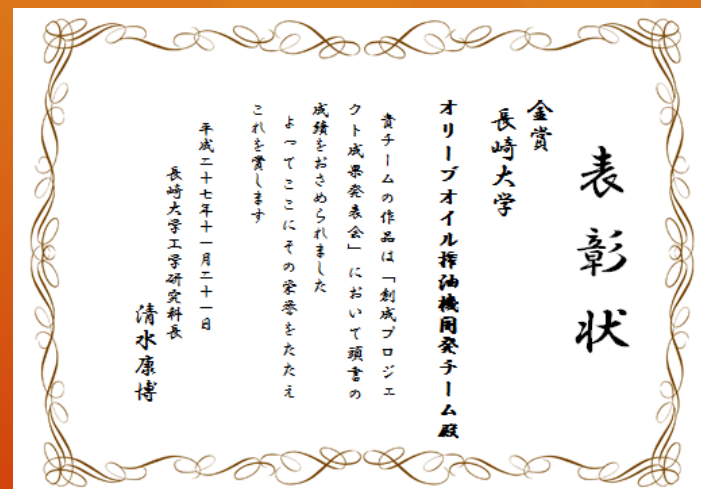 表彰状
金賞
長崎大学
オリーブオイル搾油機開発チーム殿
貴チームの作品は「創成プロジェ
クト成果発表会」において頭書の
成績をおさめられました
よってここにその栄誉をたたえ
これを賞します
平成二十七年十一月二十一日
長崎大学工学研究科長
清水康博